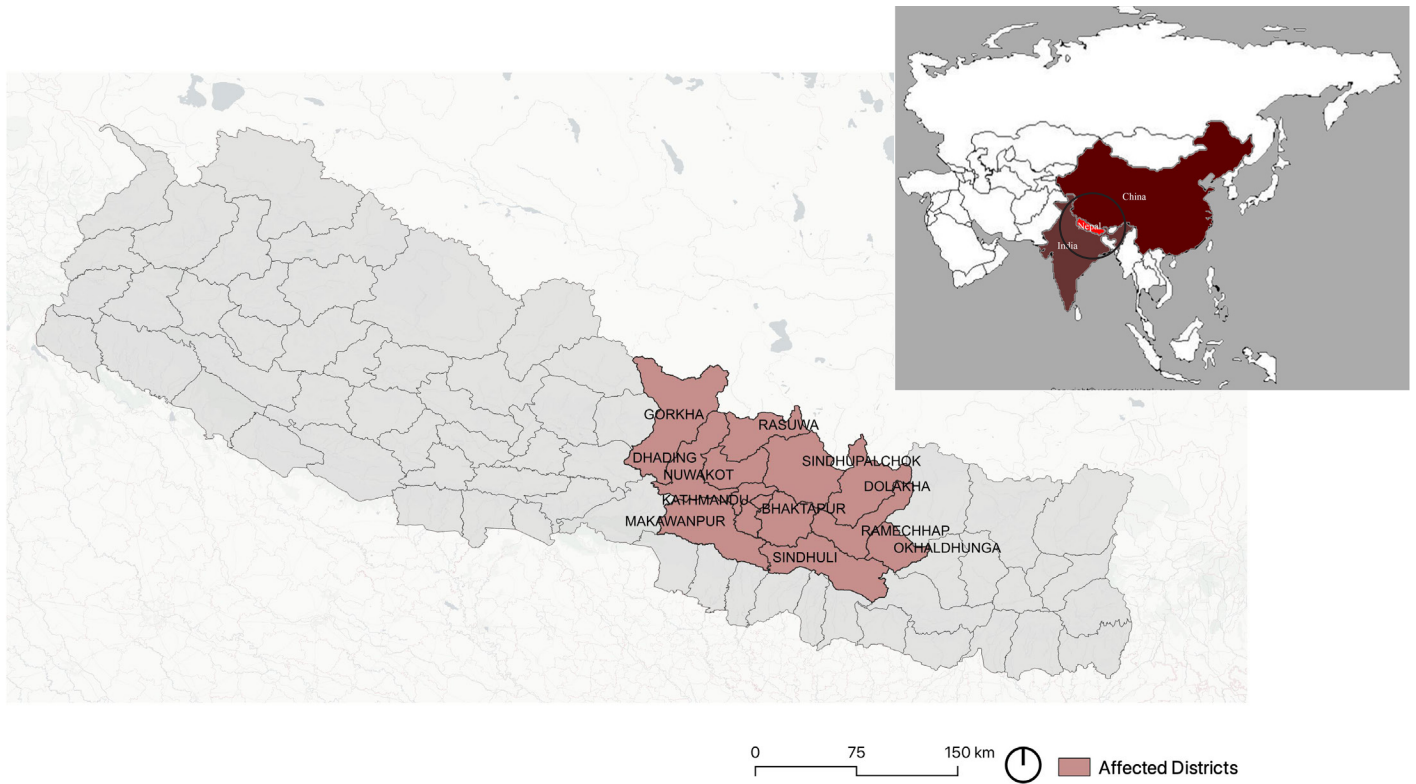 China
Nepal
India
GORKHA
RASUWA
DHADING
SINDHUPALCHOK
NUWAKOT
DOLAKHA
KATHMANDU
BHAKTAPUR
MAKAWANPUR
RAMECHHAP
OKHALDHUNGA
SINDHULI
0 75 150 km
Affected Districts